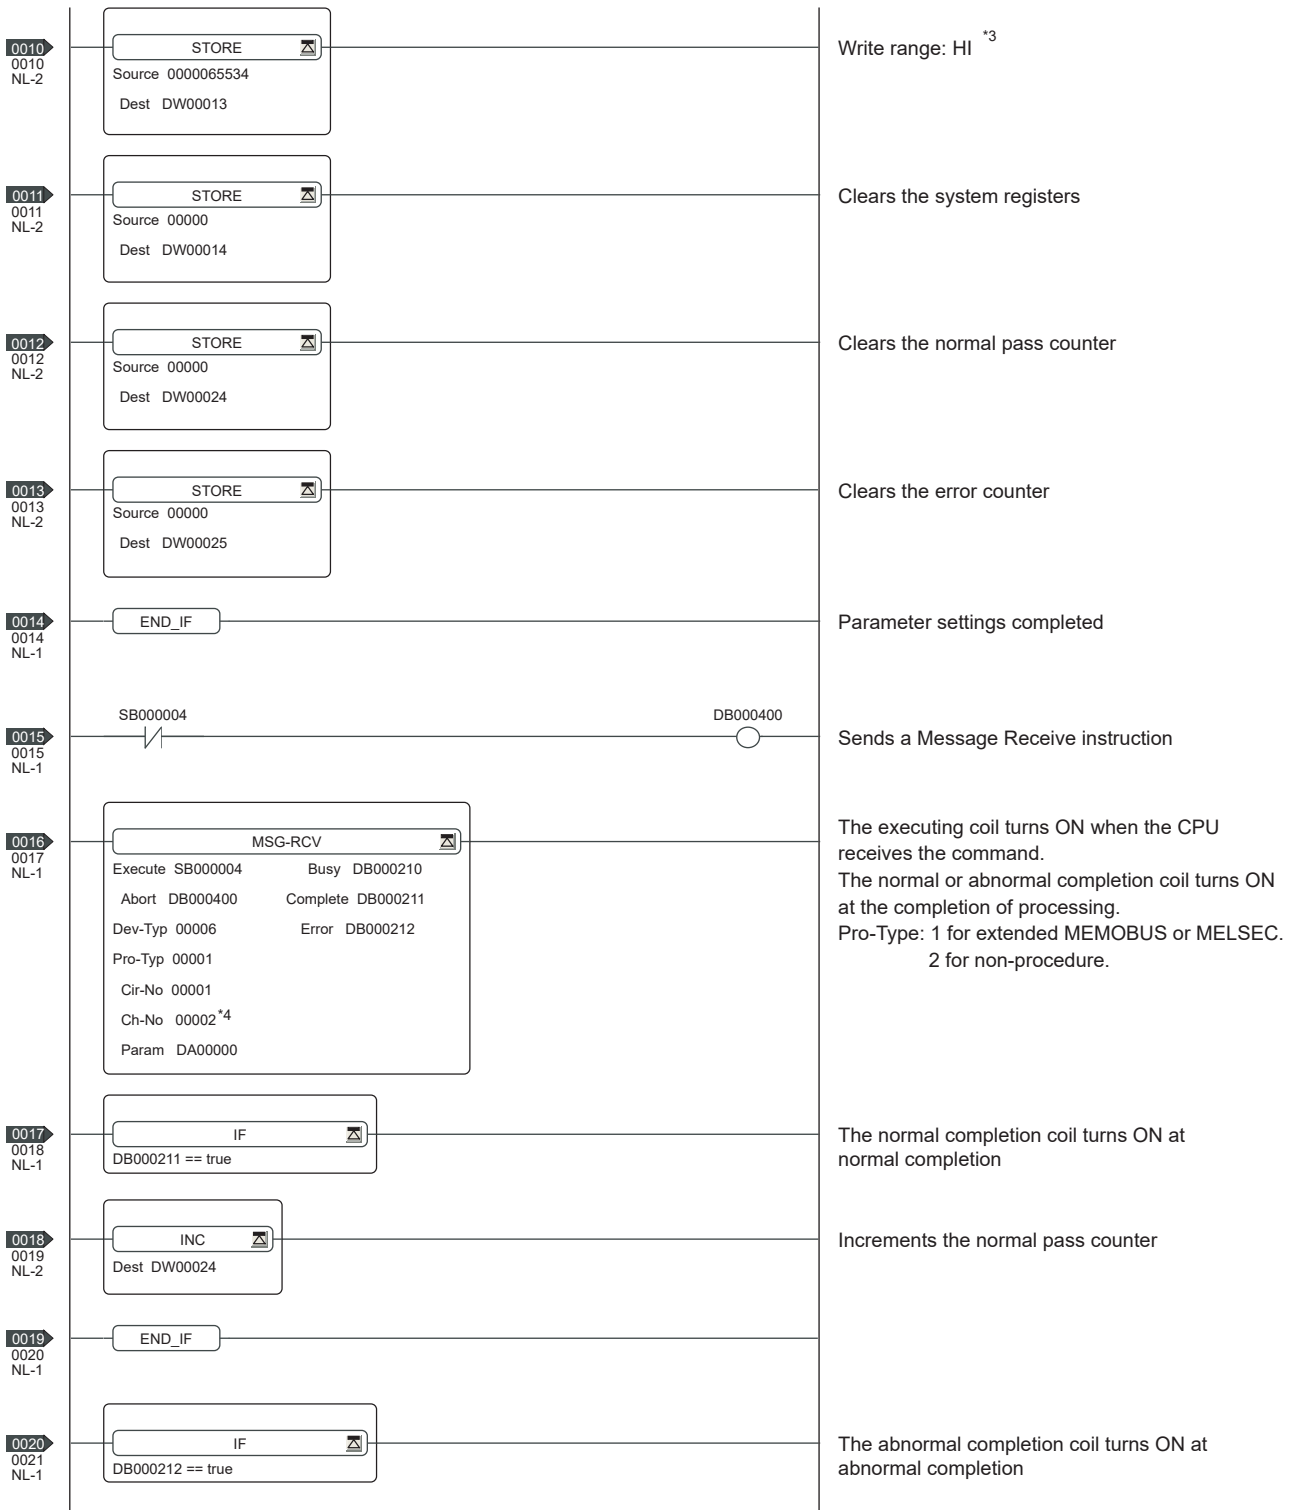 0010
0010
NL-2
STORE
Source 0000065534
Dest DW00013
Write range: HI *3
0011
0011
NL-2
STORE
Source 00000
Dest DW00014
Clears the system registers
0012
0012
NL-2
STORE
Source 00000
Dest DW00024
Clears the normal pass counter
0013
0013
NL-2
STORE
Source 00000
Dest DW00025
Clears the error counter
0014
0014
NL-1
END_IF
Parameter settings completed
0015
0015
NL-1
SB000004
DB000400
Sends a Message Receive instruction
0016
0017
NL-1
MSG-RCV
Execute SB000004 Busy DB000210
Abort DB000400 Complete DB000211
Dev-Typ 00006 Error DB000212
Pro-Typ 00001
Cir-No 00001
Ch-No 00002*4
Param DA00000
The executing coil turns ON when the CPU
receives the command.
The normal or abnormal completion coil turns ON
at the completion of processing.
Pro-Type: 1 for extended MEMOBUS or MELSEC.
2 for non-procedure.
0017
0018
NL-1
IF
DB000211 == true
The normal completion coil turns ON at
normal completion
0018
0019
NL-2
INC
Dest DW00024
Increments the normal pass counter
0019
0020
NL-1
END_IF
0020
0021
NL-1
IF
DB000212 == true
The abnormal completion coil turns ON at
abnormal completion